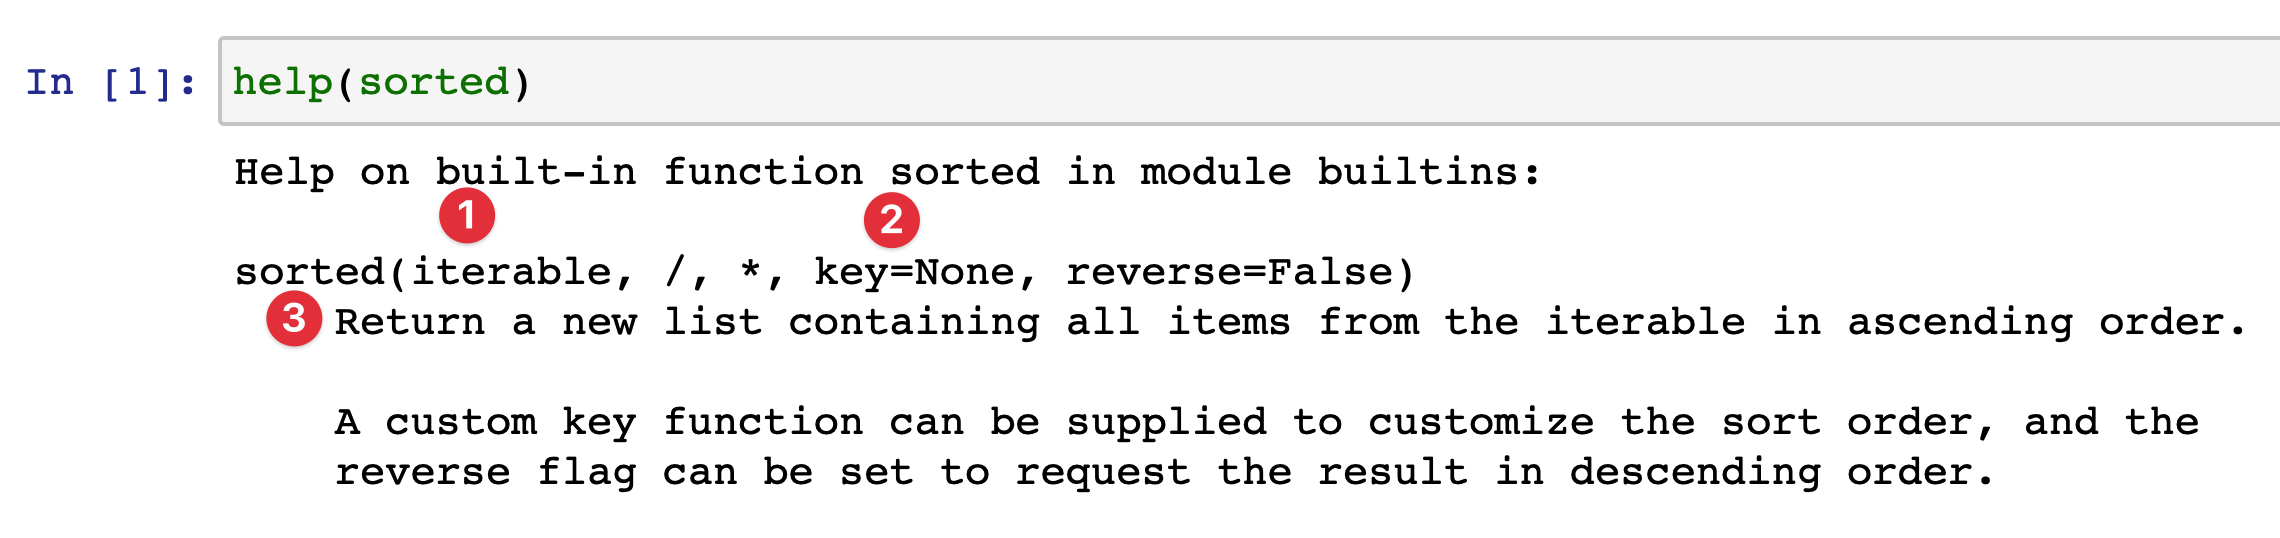 In [1]: help(sorted)
Help on built-in function sorted in module builtins:
1 2
sorted(iterable, /, *, key=None, reverse=False)
3 Return a new list containing all items from the iterable in ascending order.
A custom key function can be supplied to customize the sort order, and the
reverse flag can be set to request the result in descending order.